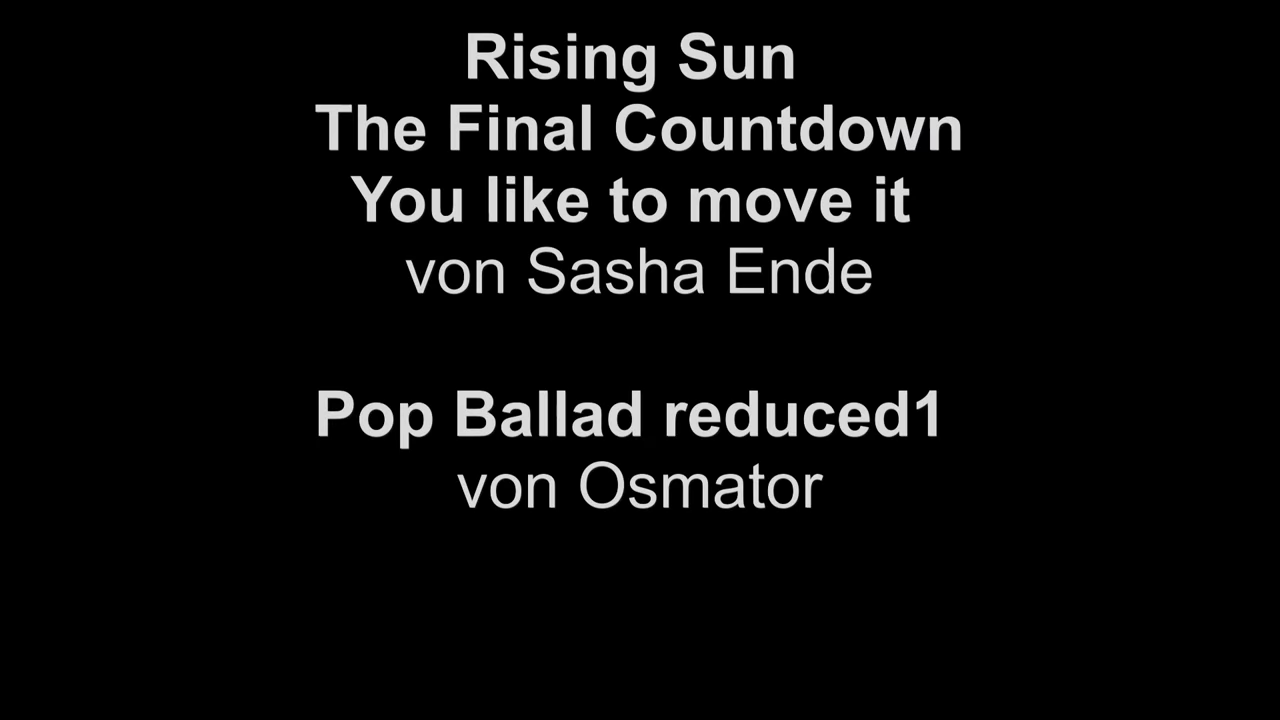 Rising Sun
The Final Countdown
You like to move it
von Sasha Ende
Pop Ballad reduced1
von Osmator